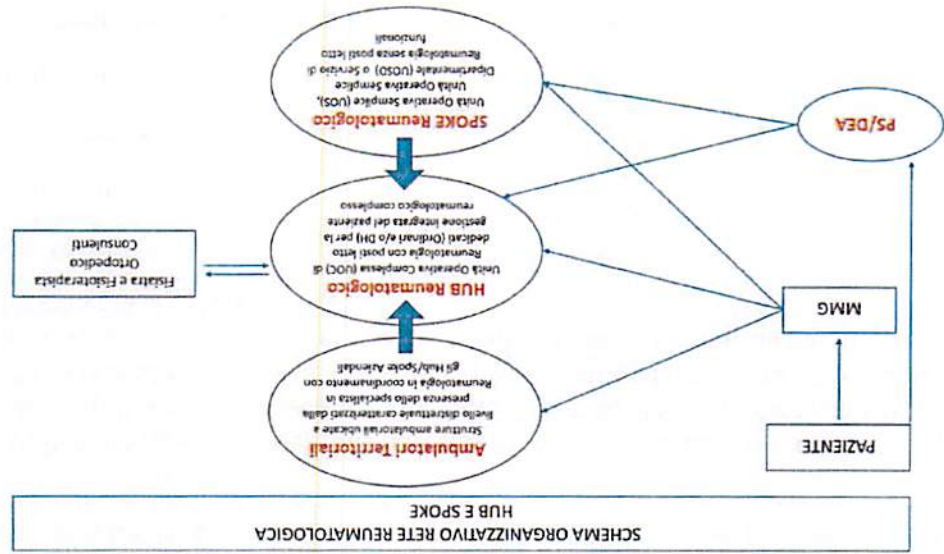 SCHEMA ORGANIZZATIVO RETE REUMATOLOGICA
HUB E SPOKE
PAZIENTE
MMG
PS/DEA
Ambulatori Territoriali
Strutture ambulatoriali ubicate a
livello distrettuale caratterizzati dalla
presenza dello specialista in
Reumatologia in coordinamento con
gli Hub/Spoke Aziendali
HUB Reumatologico
Unità Operativa Complessa (UOC) di
Reumatologia con posti letto
dedicati (Ordinari e/o DH) per la
gestione integrata del paziente
reumatologico complesso
SPOKE Reumatologico
Unità Operativa Semplice (UOS),
Unità Operativa Semplice
Dipartimentale (UOSD) o Servizio di
Reumatologia senza posti letto
funzionali
Fisiatra e Fisioterapista
Ortopedico
Consulenti